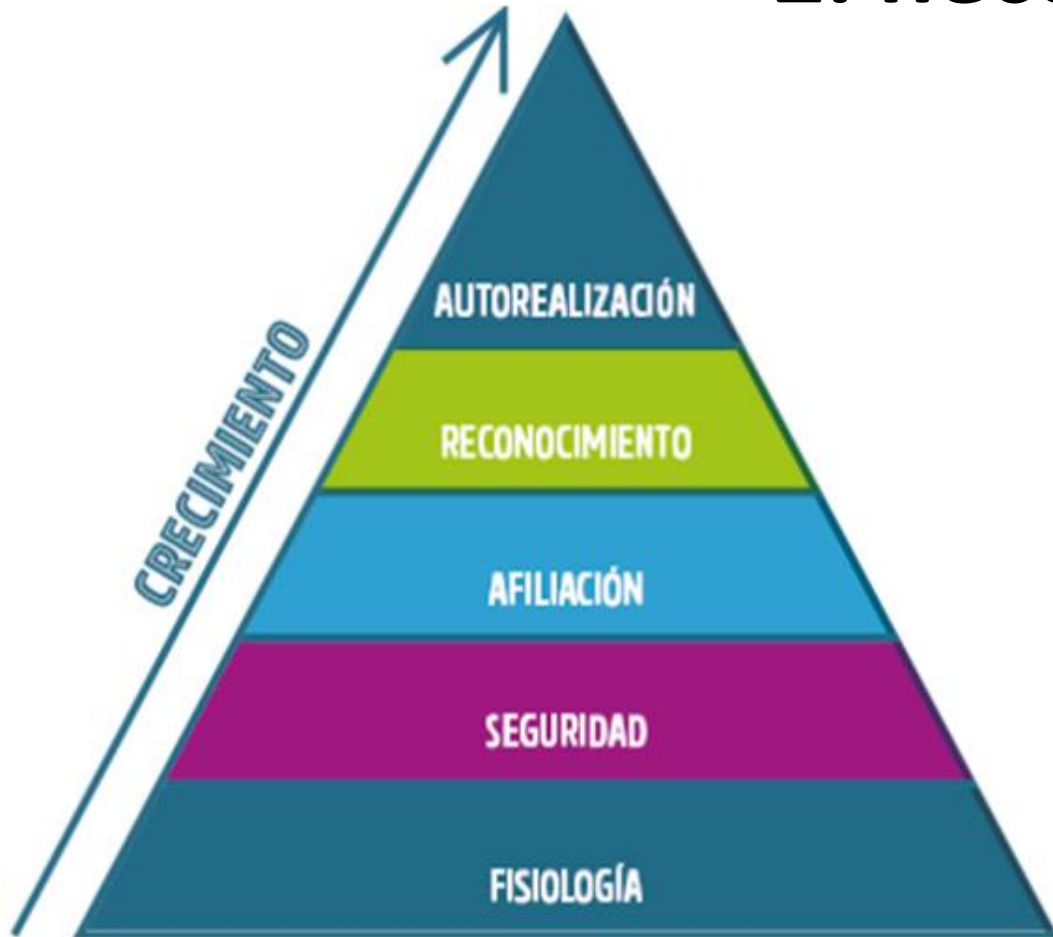 AUTOREALIZACIÓN
RECONOCIMIENTO
CRECIMIENTO
AFILIACIÓN
SEGURIDAD
FISIOLOGÍA